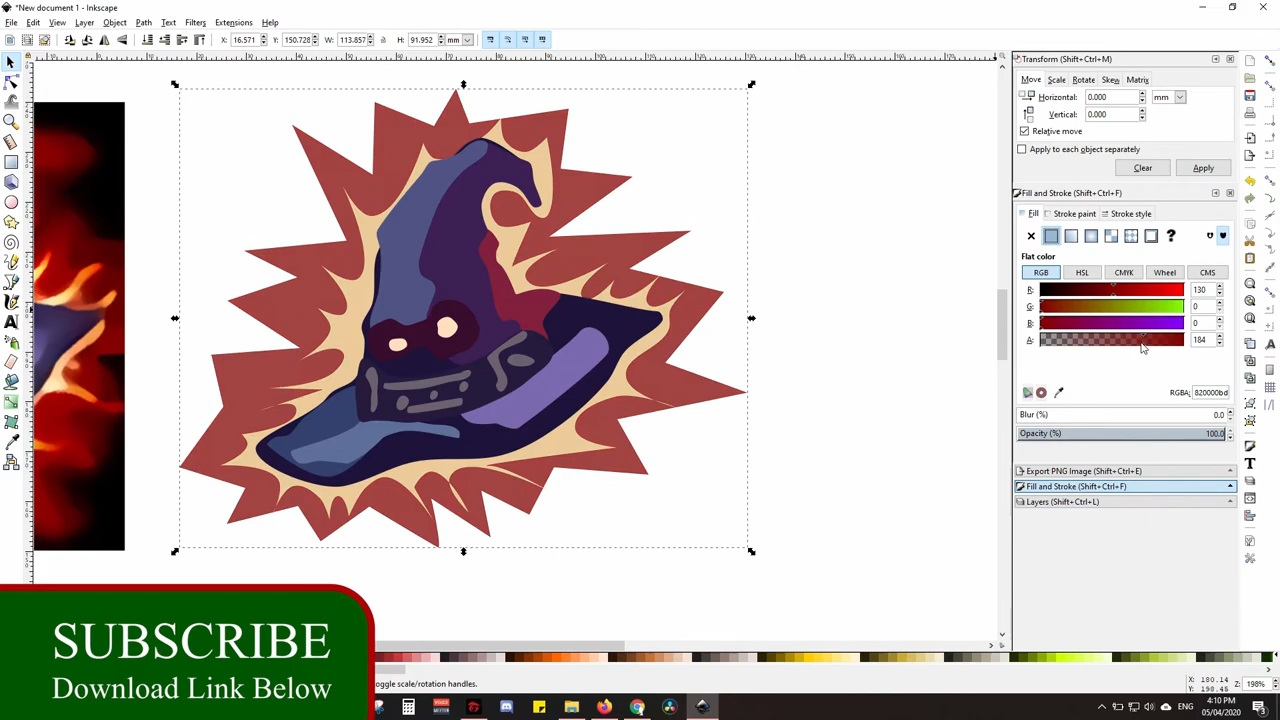 *New document 1 - Inkscape
File Edit View Layer Object Path Text Filters Extensions Help
X: 16.571 Y: 150.728 W: 113.857 H: 91.952 mm
Transform (Shift+Ctrl+M)
Move Scale Rotate Skew Matrix
Horizontal: 0.000 mm
Vertical: 0.000
Relative move
Apply to each object separately
Clear Apply
Fill and Stroke (Shift+Ctrl+F)
Fill Stroke paint Stroke style
Flat color
RGB HSL CMYK Wheel CMS
R: 130
G: 0
B: 0
A: 184
RGBA: 820000bd
Blur (%) 0.0
Opacity (%) 100.0
Export PNG Image (Shift+Ctrl+E)
Fill and Stroke (Shift+Ctrl+F)
Layers (Shift+Ctrl+L)
SUBSCRIBE
Download Link Below
oggle scale/rotation handles.
X: 180.14
Y: 198.45
Z: 198%
4:10 PM
05/04/2020